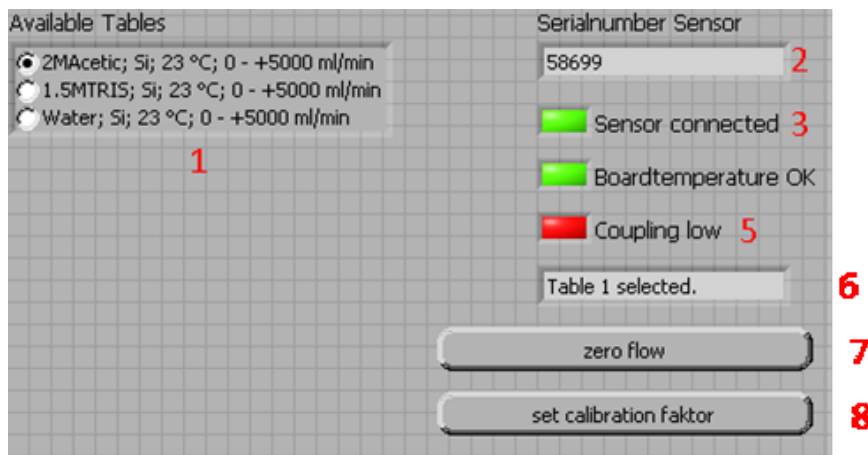 Available Tables
2MAcetic; Si; 23 °C; 0 - +5000 ml/min
1.5MTRIS; Si; 23 °C; 0 - +5000 ml/min
Water; Si; 23 °C; 0 - +5000 ml/min
1
Serialnumber Sensor
58699 2
Sensor connected 3
Boardtemperature OK
Coupling low 5
Table 1 selected. 6
zero flow 7
set calibration faktor 8